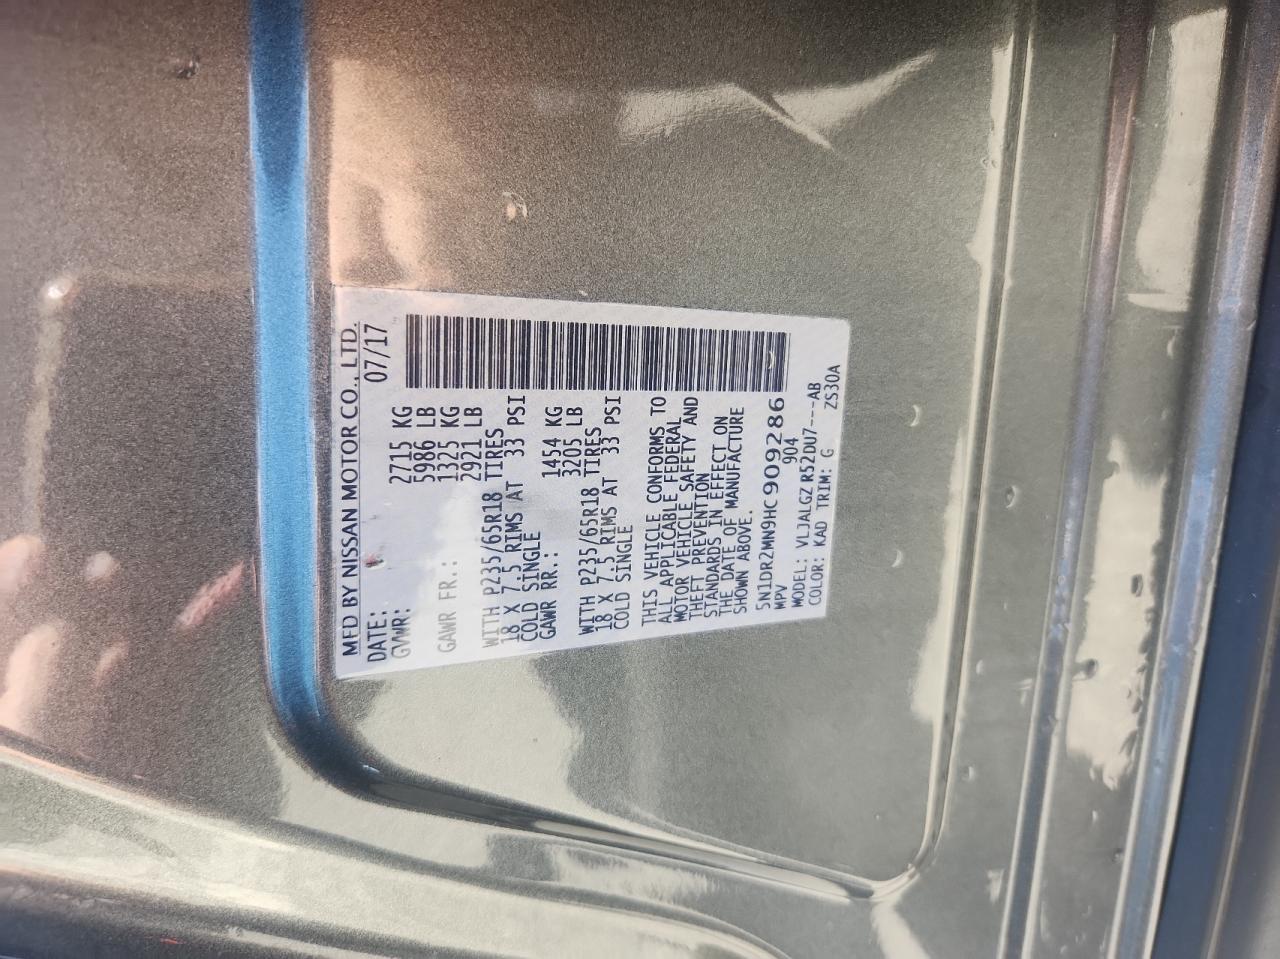 MFD BY NISSAN MOTOR CO., LTD.
DATE: 07/17
GVWR: 2715 KG
5986 LB
1325 KG
GAWR FR.: 2921 LB
WITH P235/65R18 TIRES
18 X 7.5 RIMS AT 33 PSI
COLD SINGLE
GAWR RR.: 1454 KG
3205 LB
WITH P235/65R18 TIRES
18 X 7.5 RIMS AT 33 PSI
COLD SINGLE
THIS VEHICLE CONFORMS TO
ALL APPLICABLE FEDERAL
MOTOR VEHICLE SAFETY AND
THEFT PREVENTION
STANDARDS IN EFFECT ON
THE DATE OF MANUFACTURE
SHOWN ABOVE.
5N1DR2MN9HC909286
MPV 904
MODEL: VLJALGZ R52DU7---AB
COLOR: KAD TRIM: G ZS30A